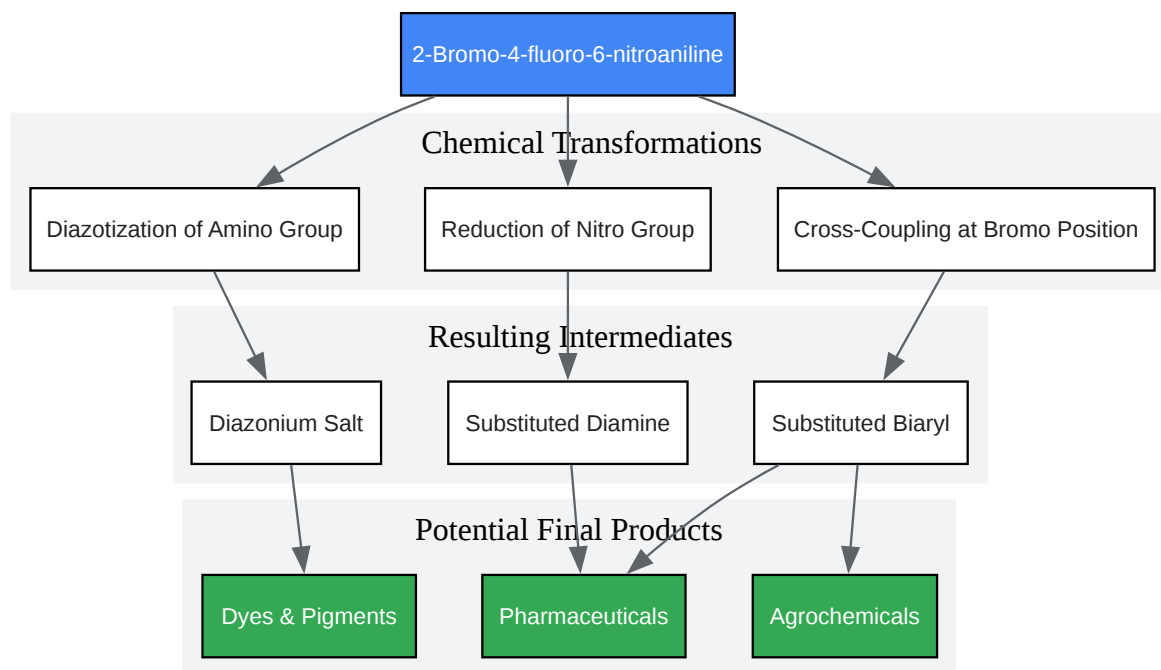 2-Bromo-4-fluoro-6-nitroaniline
Chemical Transformations
Diazotization of Amino Group
Reduction of Nitro Group
Cross-Coupling at Bromo Position
Resulting Intermediates
Diazonium Salt
Substituted Diamine
Substituted Biaryl
Potential Final Products
Dyes & Pigments
Pharmaceuticals
Agrochemicals